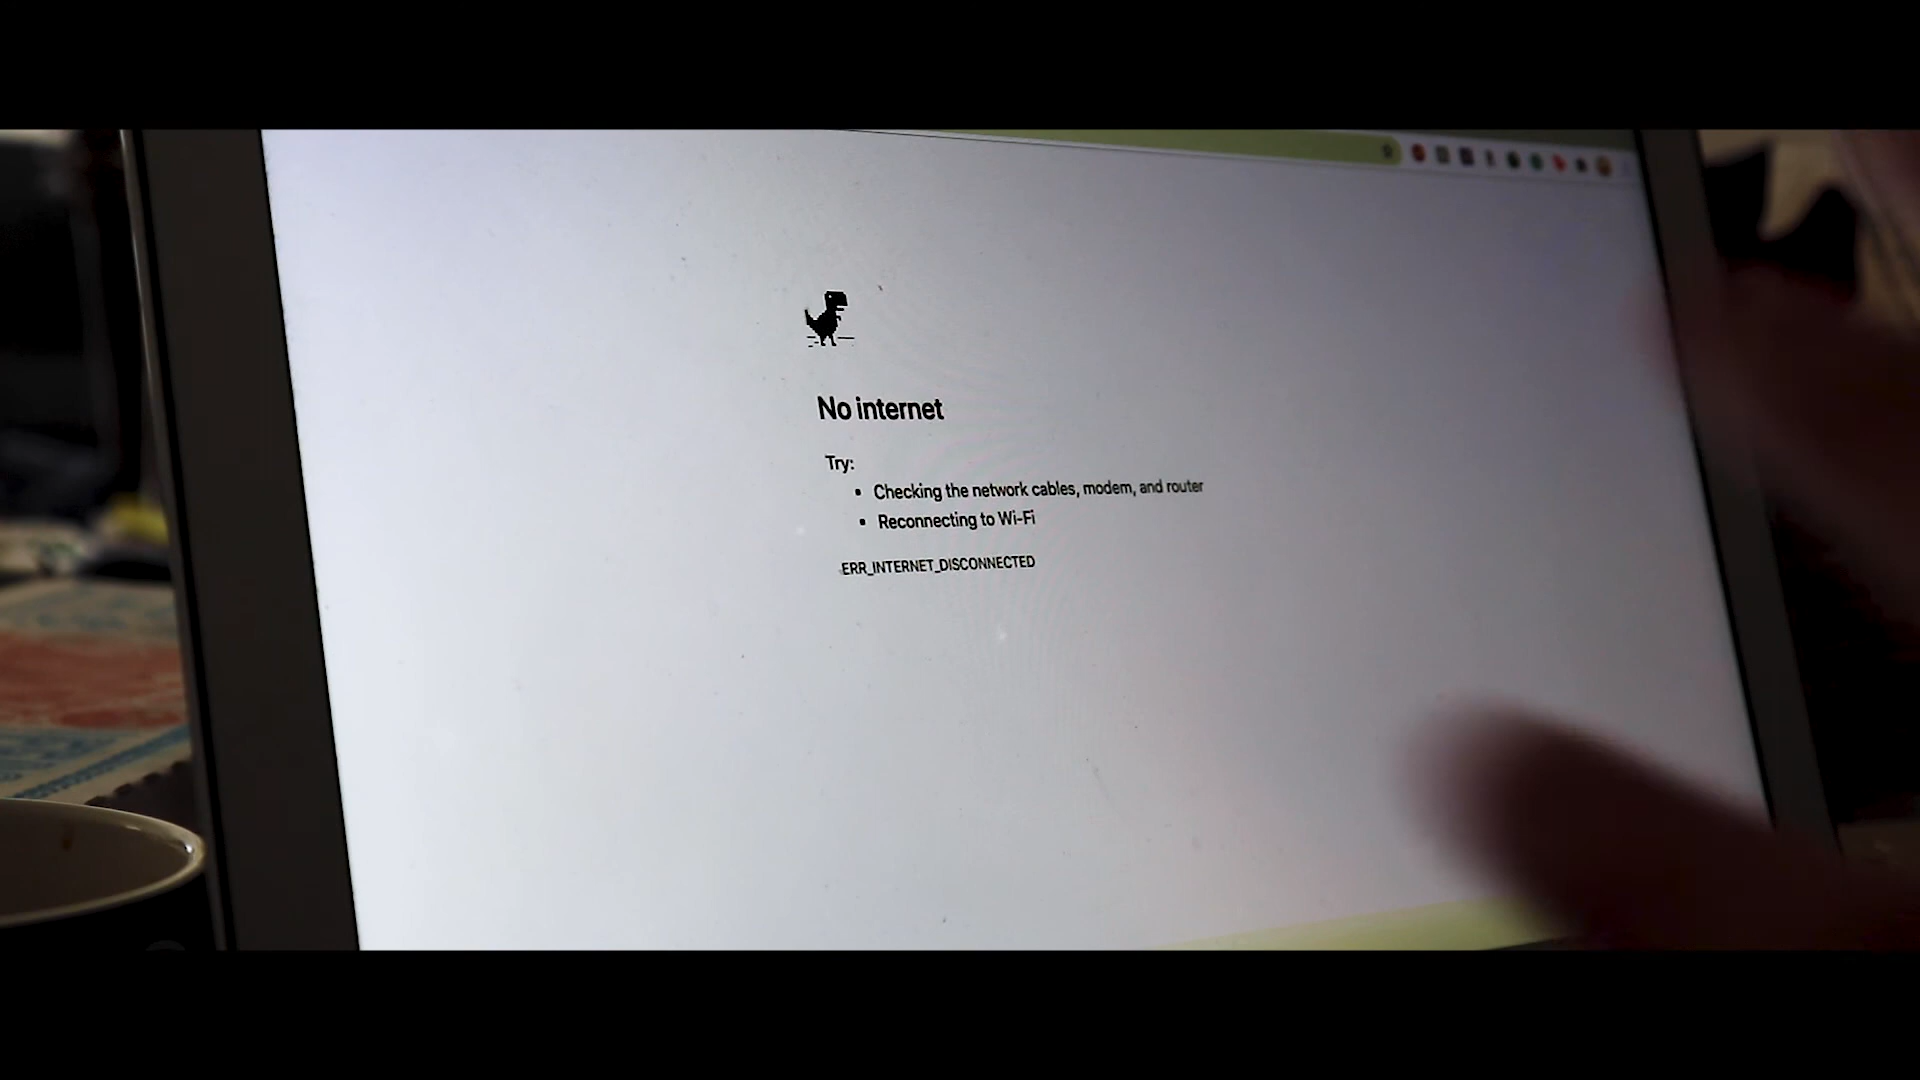 No internet
Try:
• Checking the network cables, modem, and router
• Reconnecting to Wi-Fi
ERR_INTERNET_DISCONNECTED